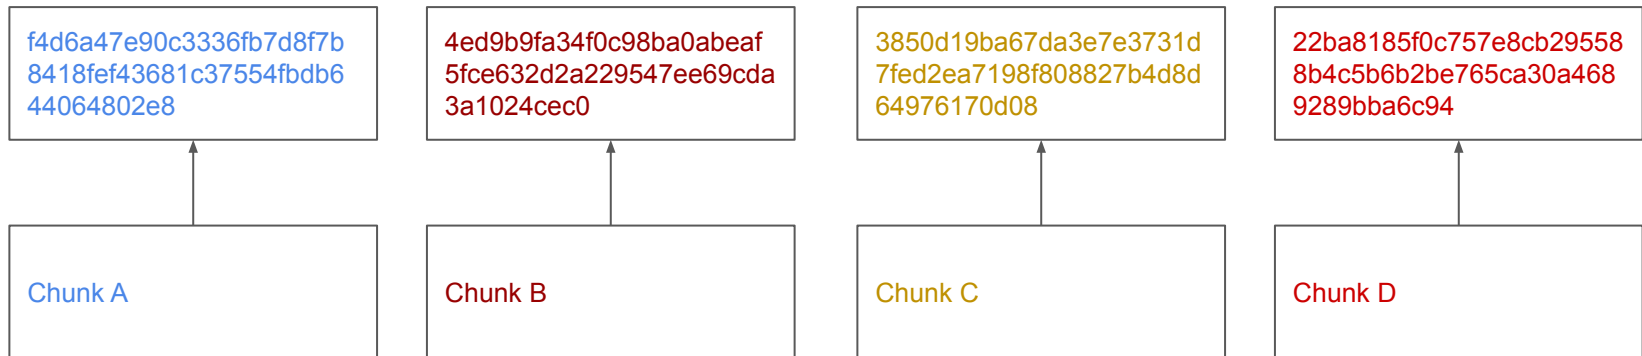 f4d6a47e90c3336fb7d8f7b
8418fef43681c37554fbdb6
44064802e8
4ed9b9fa34f0c98ba0abeaf
5fce632d2a229547ee69cda
3a1024cec0
3850d19ba67da3e7e3731d
7fed2ea7198f808827b4d8d
64976170d08
22ba8185f0c757e8cb29558
8b4c5b6b2be765ca30a468
9289bba6c94
Chunk A
Chunk B
Chunk C
Chunk D